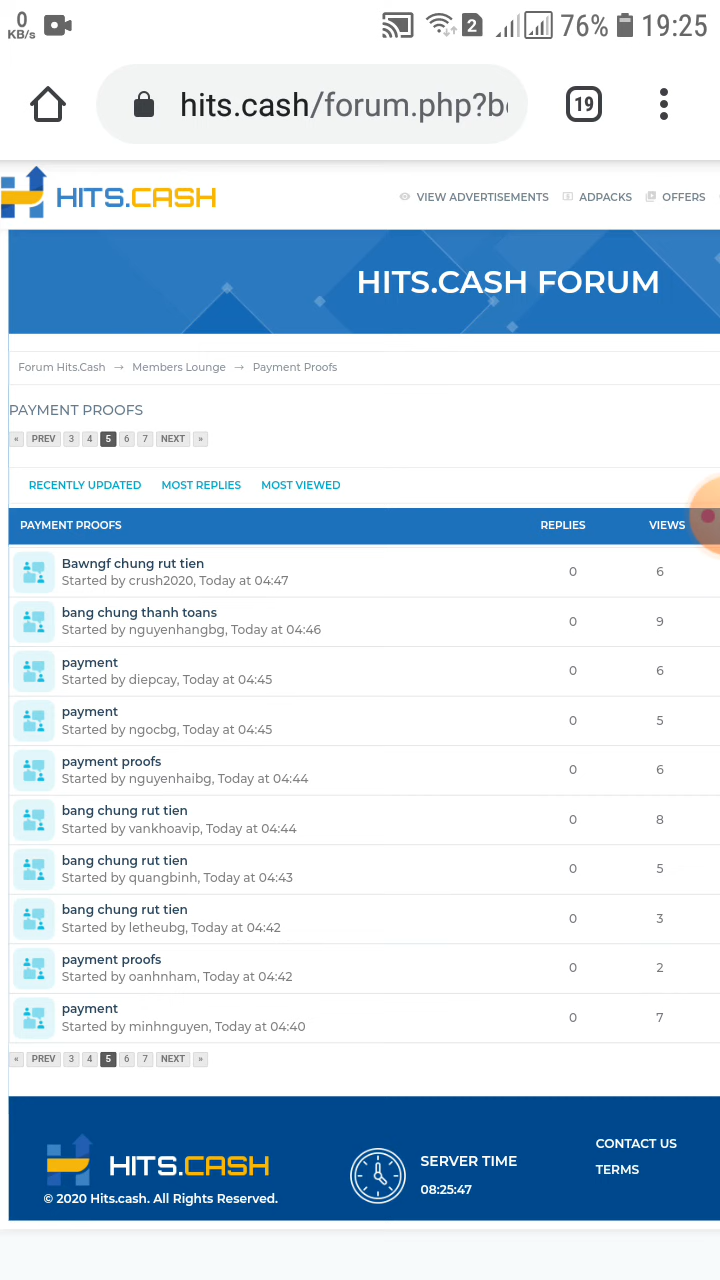 0
KB/s
2
76%
19:25
hits.cash/forum.php?b
19
HITS.CASH
VIEW ADVERTISEMENTS
ADPACKS
OFFERS
HITS.CASH FORUM
Forum Hits.Cash → Members Lounge → Payment Proofs
PAYMENT PROOFS
« PREV 3 4 5 6 7 NEXT »
RECENTLY UPDATED MOST REPLIES MOST VIEWED
PAYMENT PROOFS REPLIES VIEWS
Bawngf chung rut tien
Started by crush2020, Today at 04:47
0 6
bang chung thanh toans
Started by nguyenhangbg, Today at 04:46
0 9
payment
Started by diepcay, Today at 04:45
0 6
payment
Started by ngocbg, Today at 04:45
0 5
payment proofs
Started by nguyenhaibg, Today at 04:44
0 6
bang chung rut tien
Started by vankhoavip, Today at 04:44
0 8
bang chung rut tien
Started by quangbinh, Today at 04:43
0 5
bang chung rut tien
Started by letheubg, Today at 04:42
0 3
payment proofs
Started by oanhnham, Today at 04:42
0 2
payment
Started by minhnguyen, Today at 04:40
0 7
« PREV 3 4 5 6 7 NEXT »
HITS.CASH
© 2020 Hits.cash. All Rights Reserved.
SERVER TIME
08:25:47
CONTACT US
TERMS